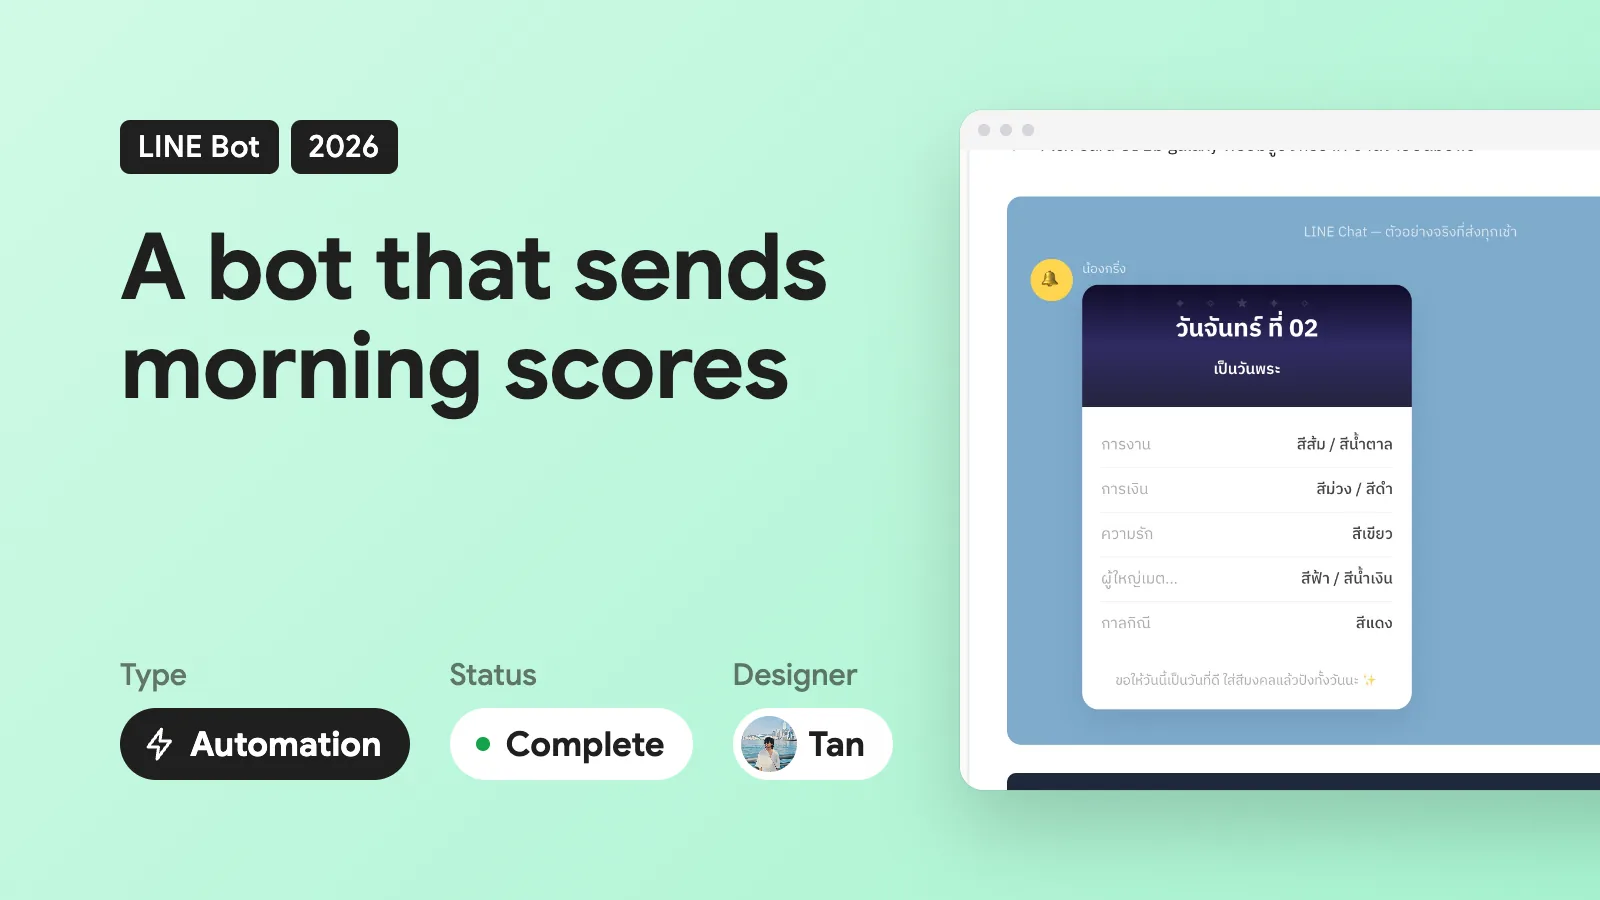 LINE Bot
2026
A bot that sends
morning scores
Type
Automation
Status
Complete
Designer
Tan
LINE Chat — ตัวอย่างจริงที่ส่งทุกเช้า
น้องกริ่ง
วันจันทร์ ที่ 02
เป็นวันพระ
การงาน
สีส้ม / สีน้ำตาล
การเงิน
สีม่วง / สีดำ
ความรัก
สีเขียว
ผู้ใหญ่เมต...
สีฟ้า / สีน้ำเงิน
กาลกิณี
สีแดง
ขอให้วันนี้เป็นวันที่ดี ใส่สีมงคลแล้วปังทั้งวันนะ ✨